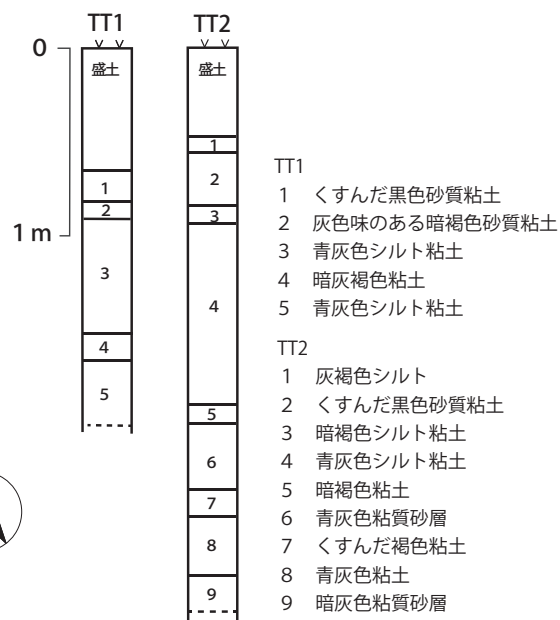 TT1 TT2
0
盛土 盛土
1
1
2
2
3
1 m
3
4
4
5
5
6
7
8
9
TT1
1 くすんだ黒色砂質粘土
2 灰色味のある暗褐色砂質粘土
3 青灰色シルト粘土
4 暗灰褐色粘土
5 青灰色シルト粘土
TT2
1 灰褐色シルト
2 くすんだ黒色砂質粘土
3 暗褐色シルト粘土
4 青灰色シルト粘土
5 暗褐色粘土
6 青灰色粘質砂層
7 くすんだ褐色粘土
8 青灰色粘土
9 暗灰色粘質砂層